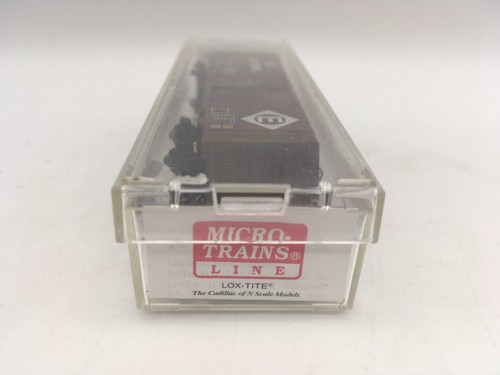 MICRO-
TRAINS®
LINE
LOX-TITE®
The Cadillac of N Scale Models